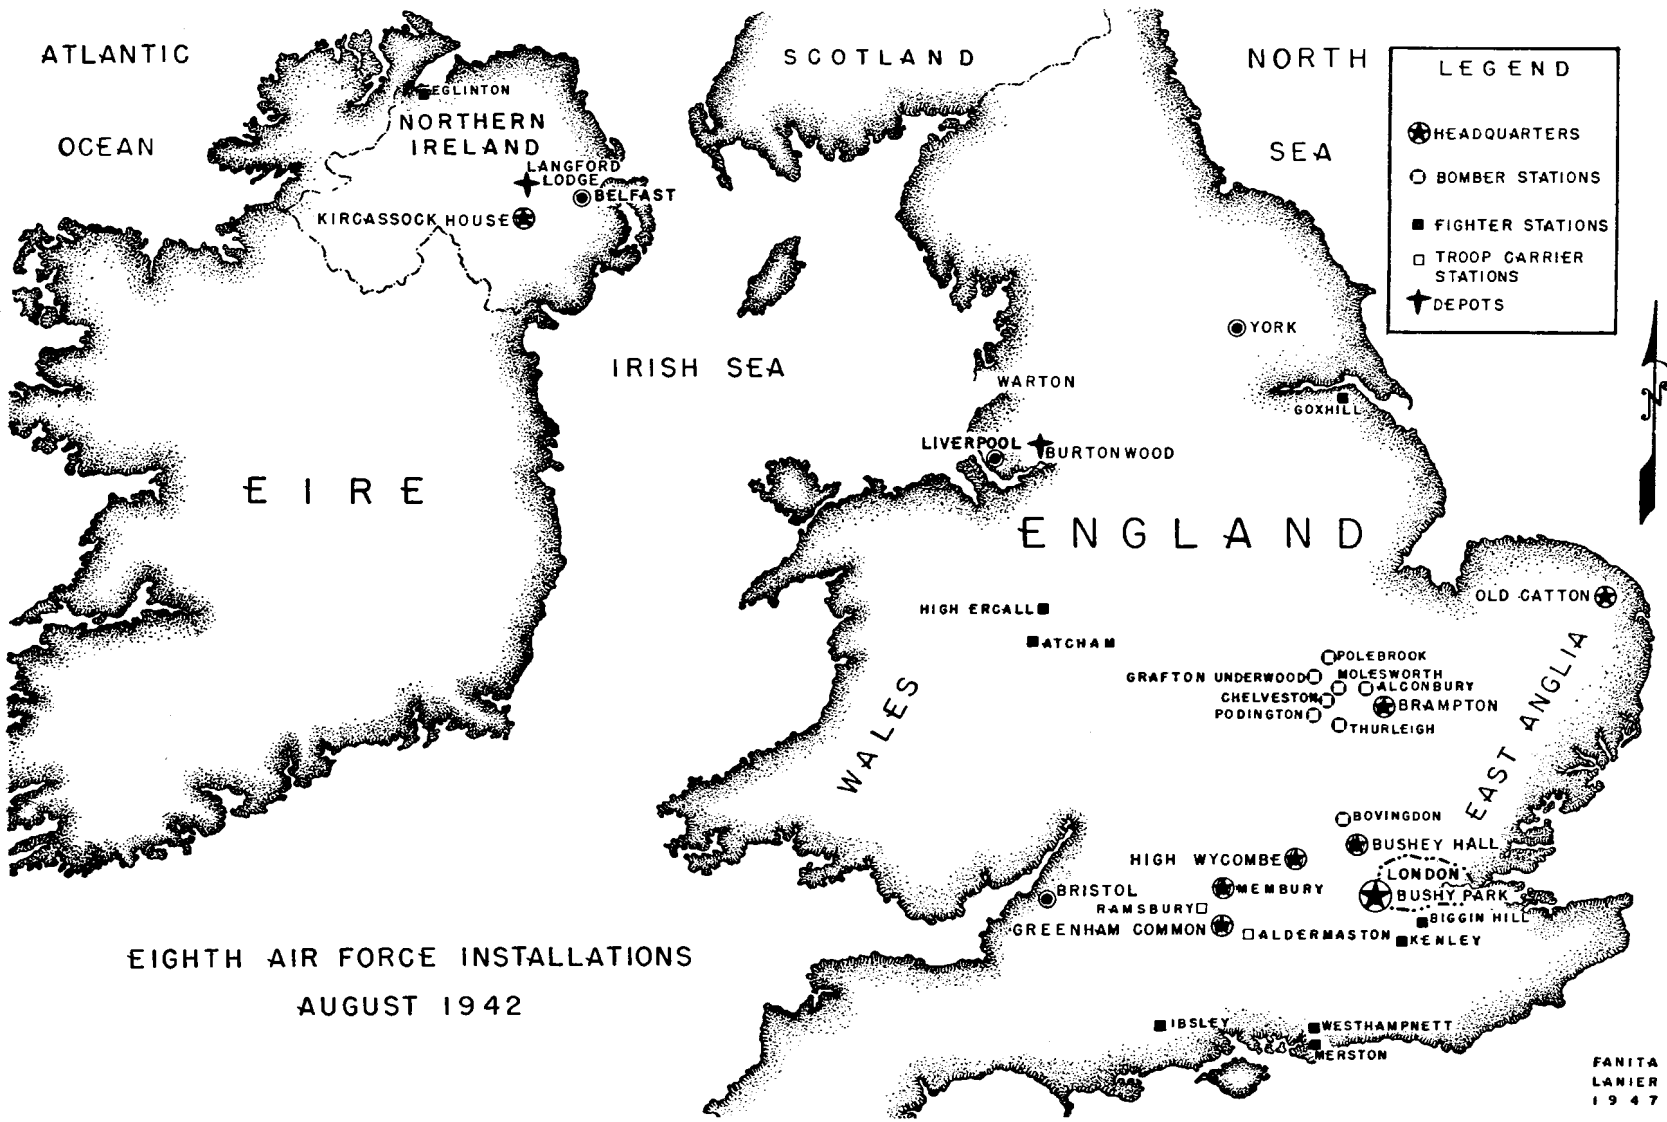 ATLANTIC
OCEAN
SCOTLAND
NORTH
SEA
LEGEND
HEADQUARTERS
BOMBER STATIONS
FIGHTER STATIONS
TROOP CARRIER
STATIONS
DEPOTS
EGLINTON
NORTHERN
IRELAND
LANGFORD
LODGE
BELFAST
KIRCASSOCK HOUSE
N
YORK
IRISH SEA
WARTON
GOXHILL
LIVERPOOL
BURTONWOOD
EIRE
ENGLAND
OLD CATTON
HIGH ERCALL
ATCHAM
POLEBROOK
GRAFTON UNDERWOOD
MOLESWORTH
ALCONBURY
CHELVESTON
BRAMPTON
PODINGTON
THURLEIGH
EAST ANGLIA
WALES
BOVINGDON
BUSHEY HALL
HIGH WYCOMBE
LONDON
MEMBURY
BUSHY PARK
BRISTOL
RAMSBURY
BIGGIN HILL
GREENHAM COMMON
ALDERMASTON
KENLEY
EIGHTH AIR FORCE INSTALLATIONS
AUGUST 1942
IBSLEY
WESTHAMPNETT
MERSTON
FANITA
LANIER
1947